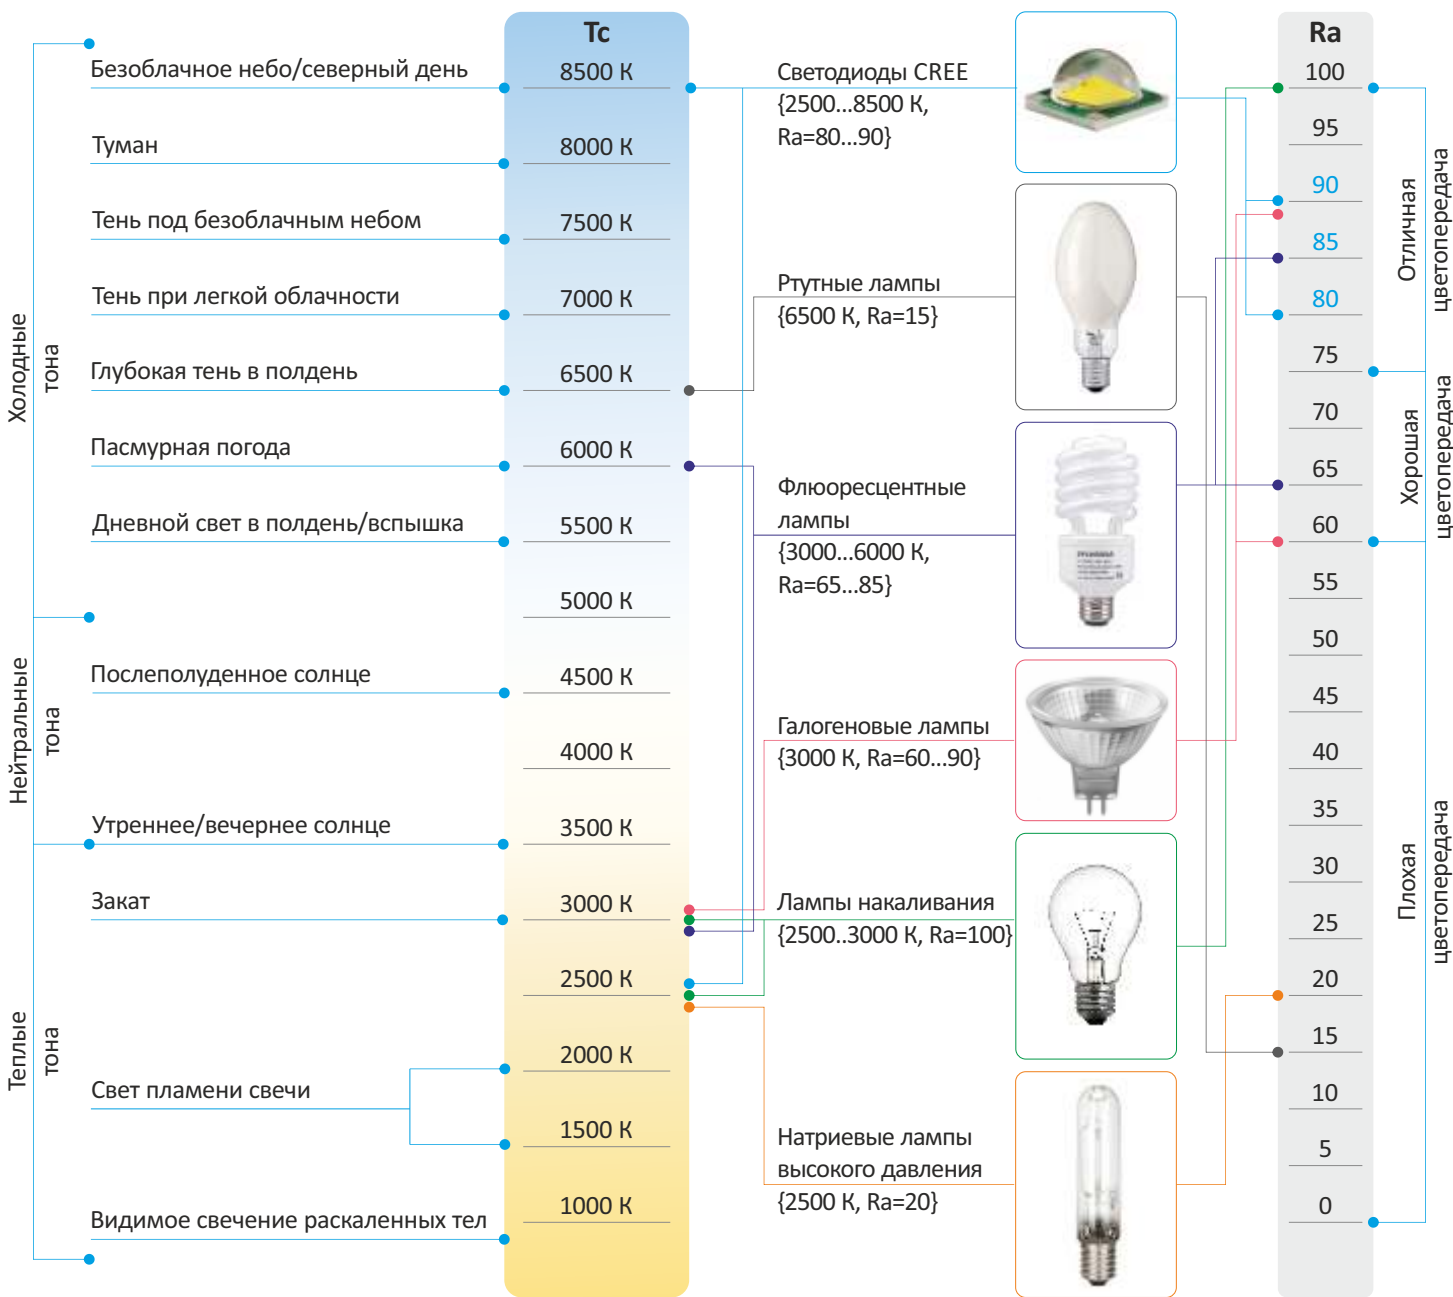 Холодные
тона
Нейтральные
тона
Теплые
тона
Безоблачное небо/северный день
Туман
Тень под безоблачным небом
Тень при легкой облачности
Глубокая тень в полдень
Пасмурная погода
Дневной свет в полдень/вспышка
Послеполуденное солнце
Утреннее/вечернее солнце
Закат
Свет пламени свечи
Видимое свечение раскаленных тел
Tc
8500 К
8000 К
7500 К
7000 К
6500 К
6000 К
5500 К
5000 К
4500 К
4000 К
3500 К
3000 К
2500 К
2000 К
1500 К
1000 К
Светодиоды CREE
{2500...8500 К,
Ra=80...90}
Ртутные лампы
{6500 К, Ra=15}
Флюоресцентные
лампы
{3000...6000 К,
Ra=65...85}
Галогеновые лампы
{3000 К, Ra=60...90}
Лампы накаливания
{2500..3000 К, Ra=100}
Натриевые лампы
высокого давления
{2500 К, Ra=20}
Ra
100
95
90
85
80
75
70
65
60
55
50
45
40
35
30
25
20
15
10
5
0
Отличная
цветопередача
Хорошая
цветопередача
Плохая
цветопередача